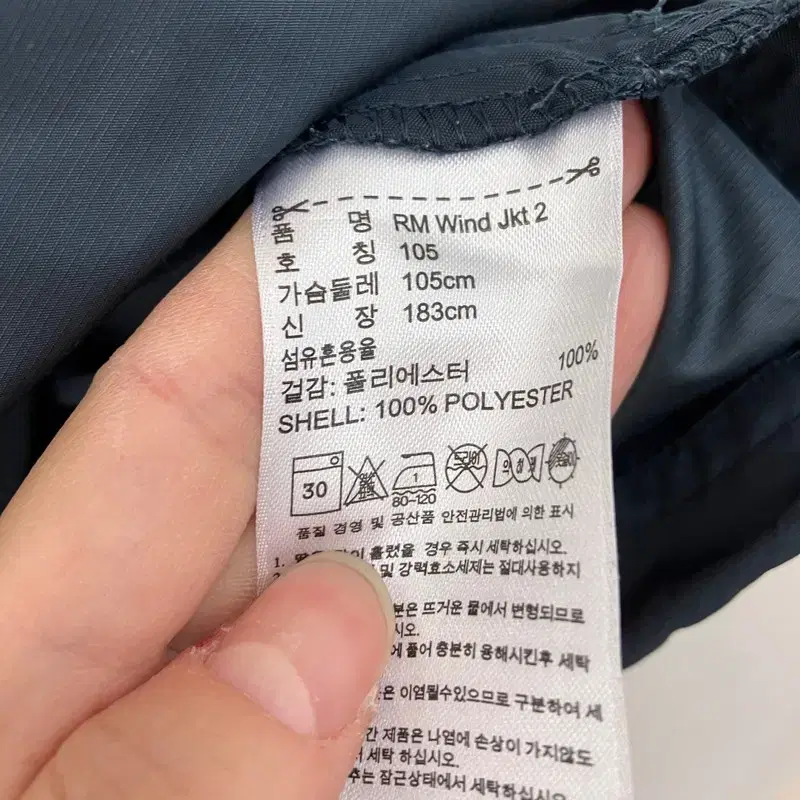 품 명 RM Wind Jkt 2
호 칭 105
가슴둘레 105cm
신 장 183cm
섬유혼용율
걸감: 폴리에스터 100%
SHELL: 100% POLYESTER
30 1 80-120
품질 경영 및 공산품 안전관리법에 의한 표시
1. 흘렸을 경우 즉시 세탁하십시오.
및 강력효소세제는 절대사용하지
뜨거운 물에서 변형되므로
시오.
에 풀어 충분히 용해시킨후 세탁
은 이염될수있으므로 구분하여 세
제품은 나염에 손상이 가지않도
세탁 하십시오.
는 잠근상태에서 세탁하십시오